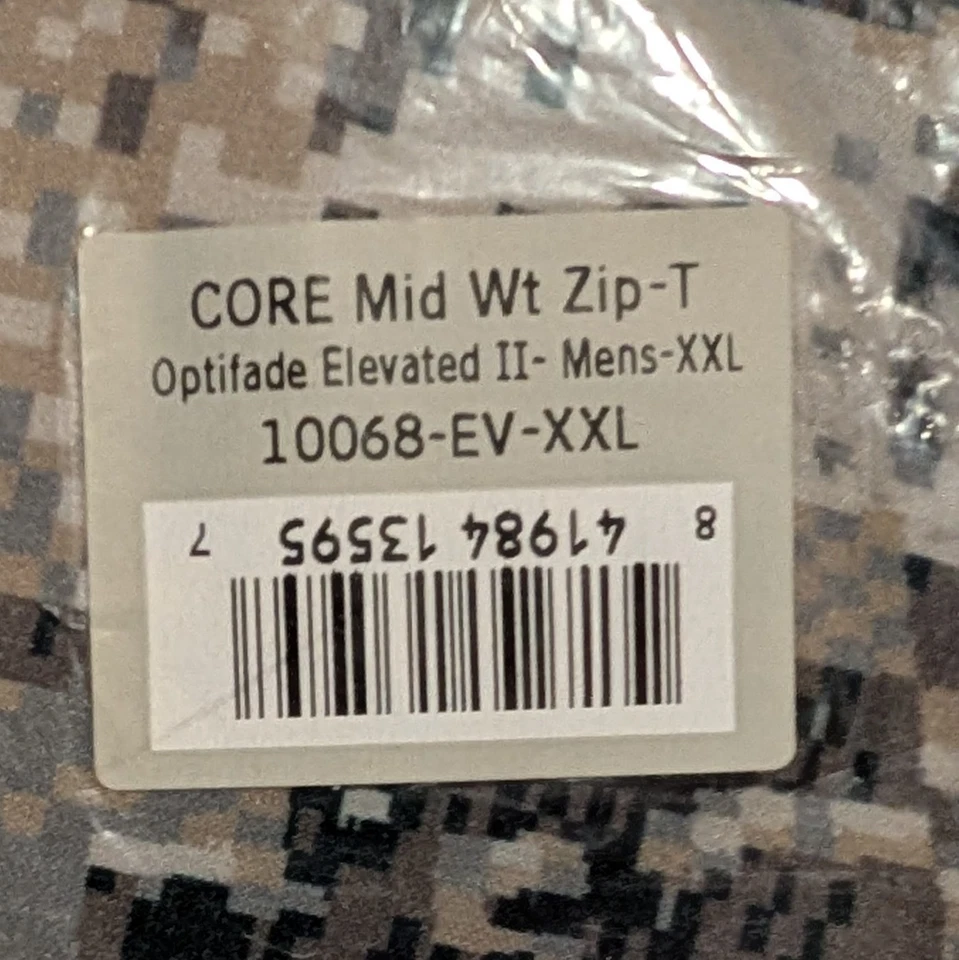 CORE Mid Wt Zip-T
Optifade Elevated II- Mens-XXL
10068-EV-XXL
8 41984 13595 7